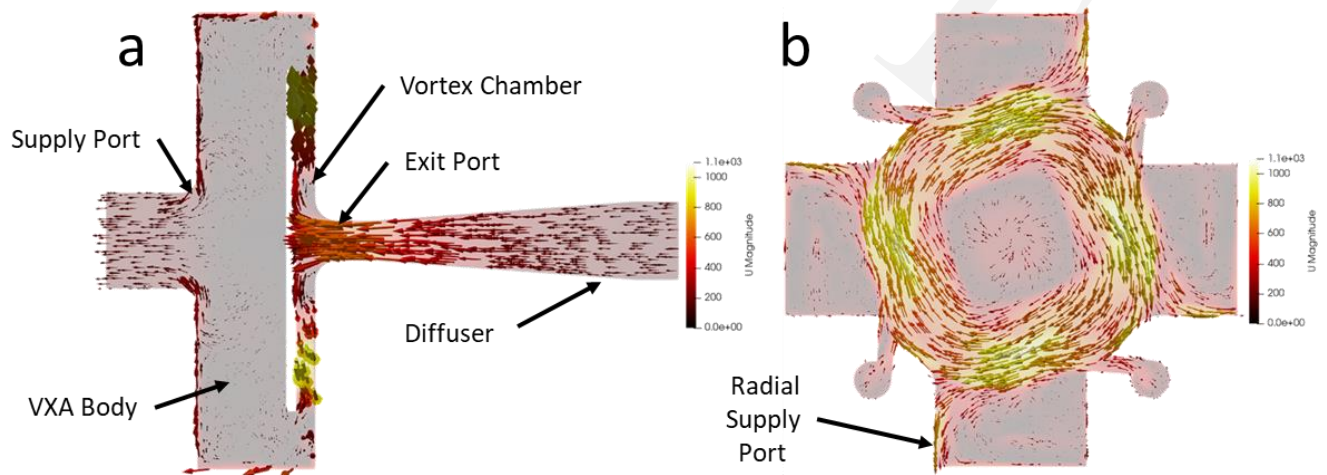 a
Vortex Chamber
Supply Port
Exit Port
1.1e+03
1000
800
600
400
200
0.0e+00
U Magnitude
Diffuser
VXA Body
b
1.1e+03
1000
800
600
400
200
0.0e+00
U Magnitude
Radial
Supply
Port